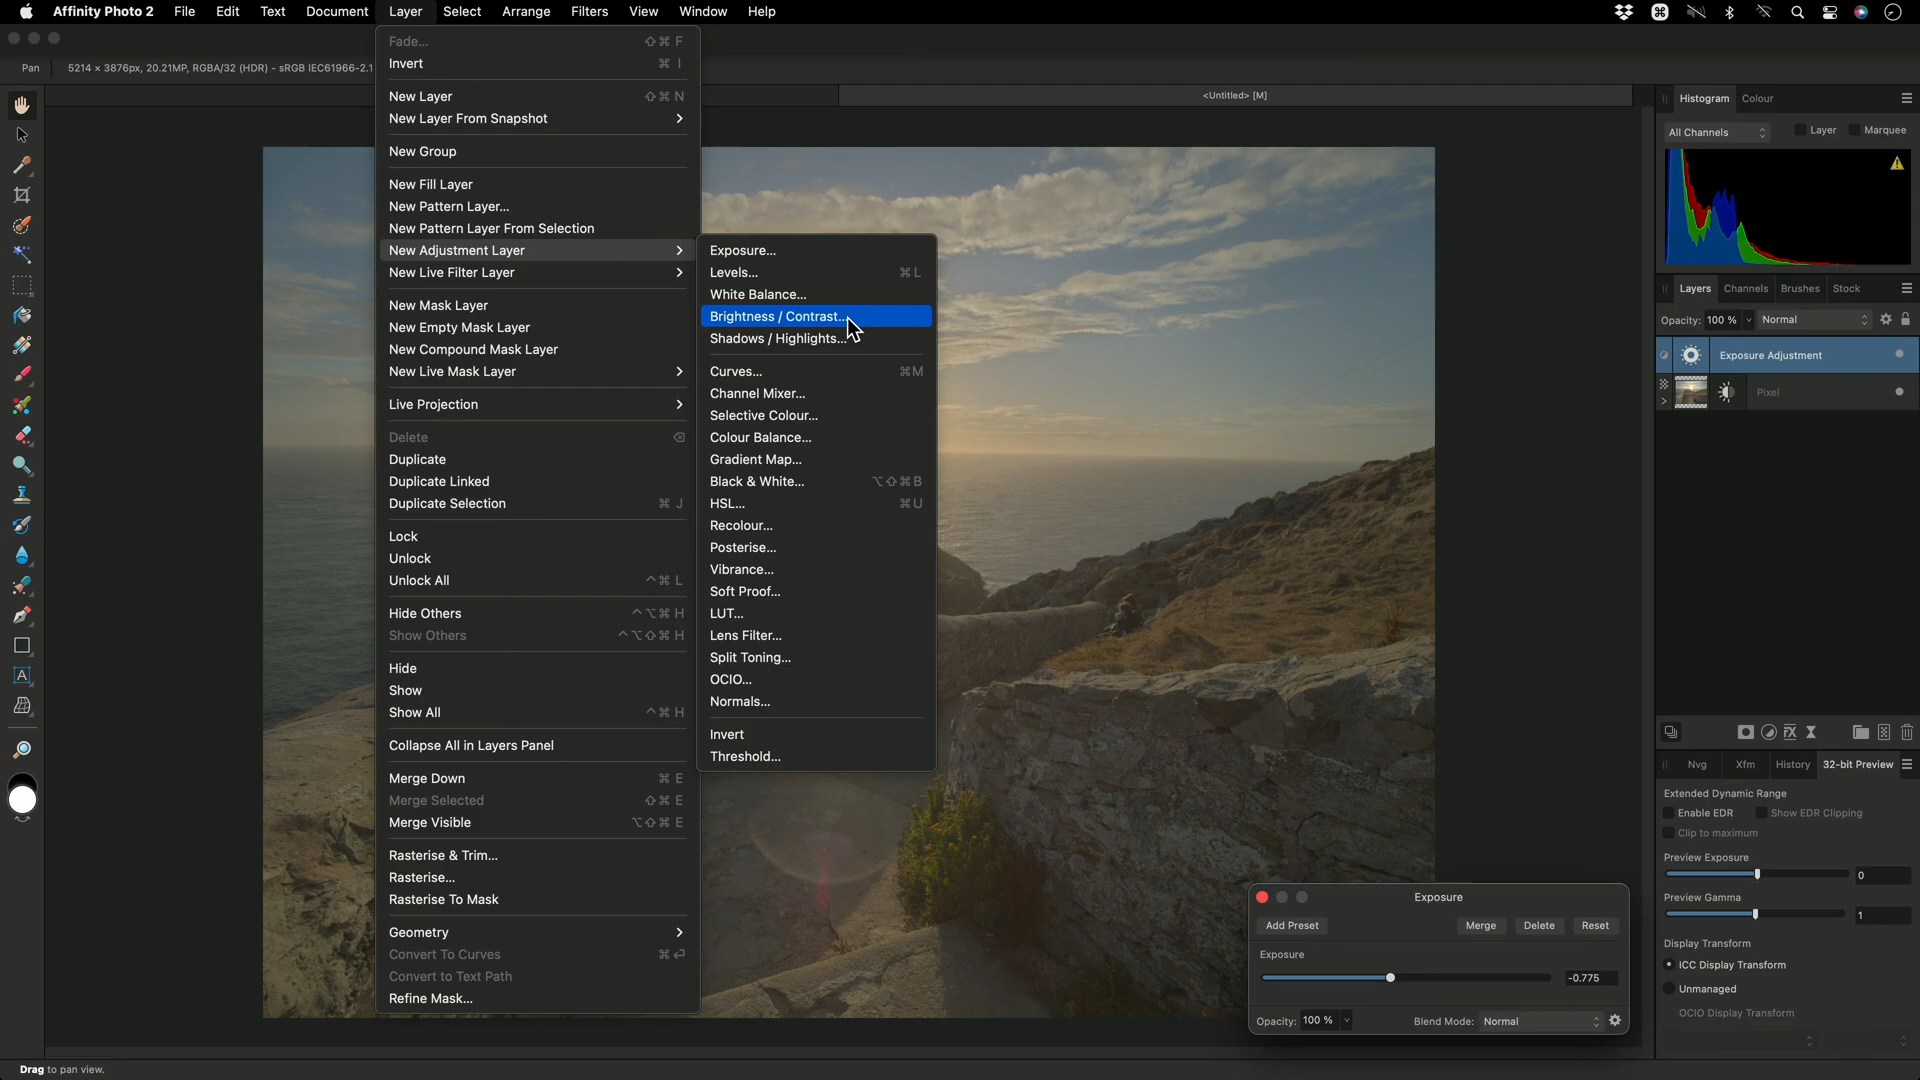 Affinity Photo 2 File Edit Text Document Layer Select Arrange Filters View Window Help
Pan 5214 × 3876px, 20.21MP, RGBA/32 (HDR) - sRGB IEC61966-2.1
<Untitled> [M]
Fade... ⇧⌘ F
Invert ⌘ I
New Layer ⇧⌘ N
New Layer From Snapshot
New Group
New Fill Layer
New Pattern Layer...
New Pattern Layer From Selection
New Adjustment Layer
New Live Filter Layer
New Mask Layer
New Empty Mask Layer
New Compound Mask Layer
New Live Mask Layer
Live Projection
Delete ⌫
Duplicate
Duplicate Linked
Duplicate Selection ⌘ J
Lock
Unlock
Unlock All ^⌘ L
Hide Others ^⌥⌘ H
Show Others ^⌥⇧⌘ H
Hide
Show
Show All ^⌘ H
Collapse All in Layers Panel
Merge Down ⌘ E
Merge Selected ⇧⌘ E
Merge Visible ⌥⇧⌘ E
Rasterise & Trim...
Rasterise...
Rasterise To Mask
Geometry
Convert To Curves ⌘↩
Convert to Text Path
Refine Mask...
Exposure...
Levels... ⌘L
White Balance...
Brightness / Contrast...
Shadows / Highlights...
Curves... ⌘M
Channel Mixer...
Selective Colour...
Colour Balance...
Gradient Map...
Black & White... ⌥⇧⌘B
HSL... ⌘U
Recolour...
Posterise...
Vibrance...
Soft Proof...
LUT...
Lens Filter...
Split Toning...
OCIO...
Normals...
Invert
Threshold...
Exposure
Add Preset Merge Delete Reset
Exposure
-0.775
Opacity: 100 % Blend Mode: Normal
Histogram Colour
All Channels Layer Marquee
Layers Channels Brushes Stock
Opacity: 100 % Normal
Exposure Adjustment
Pixel
Nvg Xfm History 32-bit Preview
Extended Dynamic Range
Enable EDR Show EDR Clipping
Clip to maximum
Preview Exposure
0
Preview Gamma
1
Display Transform
ICC Display Transform
Unmanaged
OCIO Display Transform
Drag to pan view.